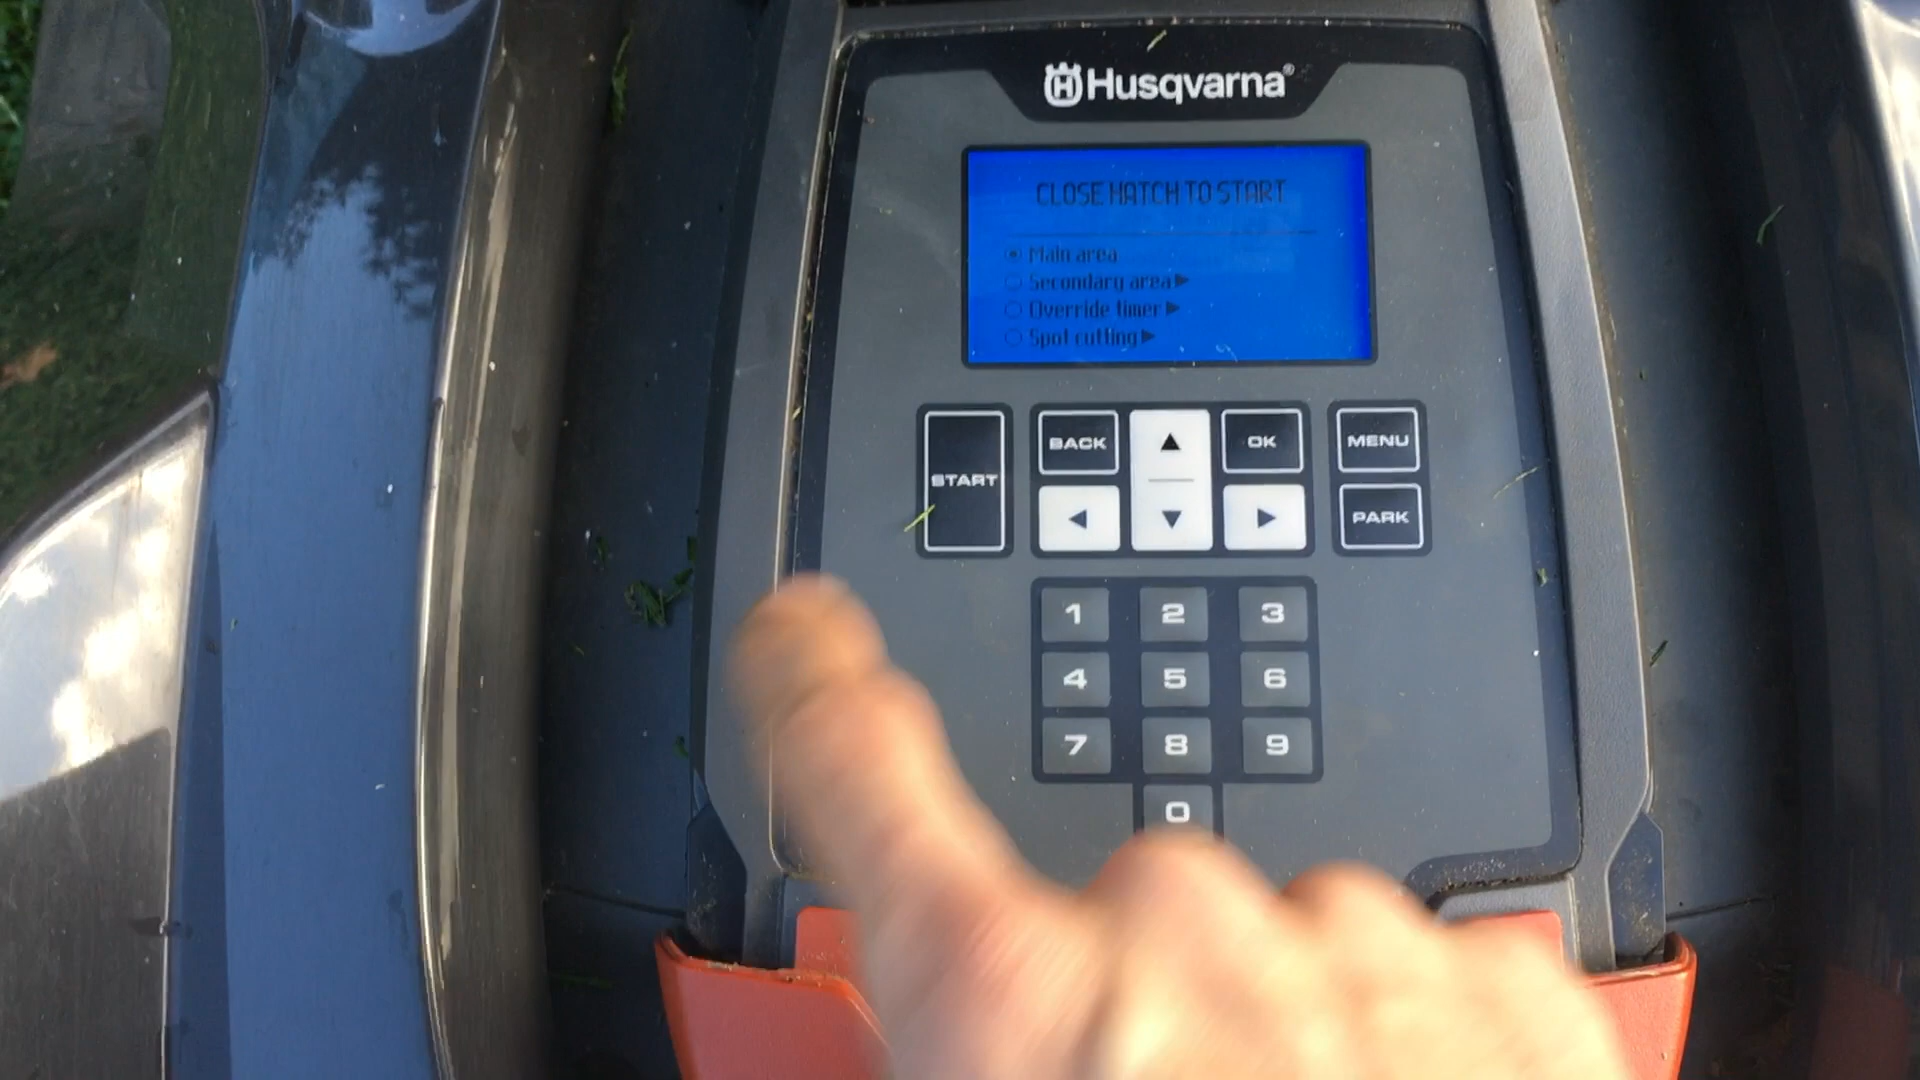 Husqvarna®
CLOSE HATCH TO START
Main area
Secondary area
Override timer
Spot cutting
START
BACK
OK
MENU
PARK
1 2 3
4 5 6
7 8 9
0